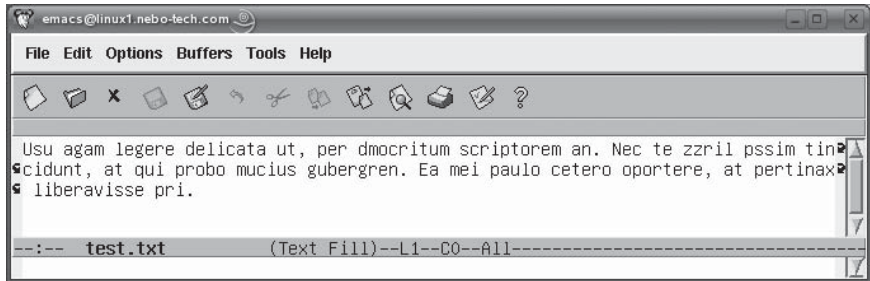 emacs@linux1.nebo-tech.com
File Edit Options Buffers Tools Help
Usu agam legere delicata ut, per dmocritum scriptorem an. Nec te zzril pssim tin
cidunt, at qui probo mucius gubergren. Ea mei paulo cetero oportere, at pertinax
liberavisse pri.
--:-- test.txt (Text Fill)--L1--C0--All----------------------------------